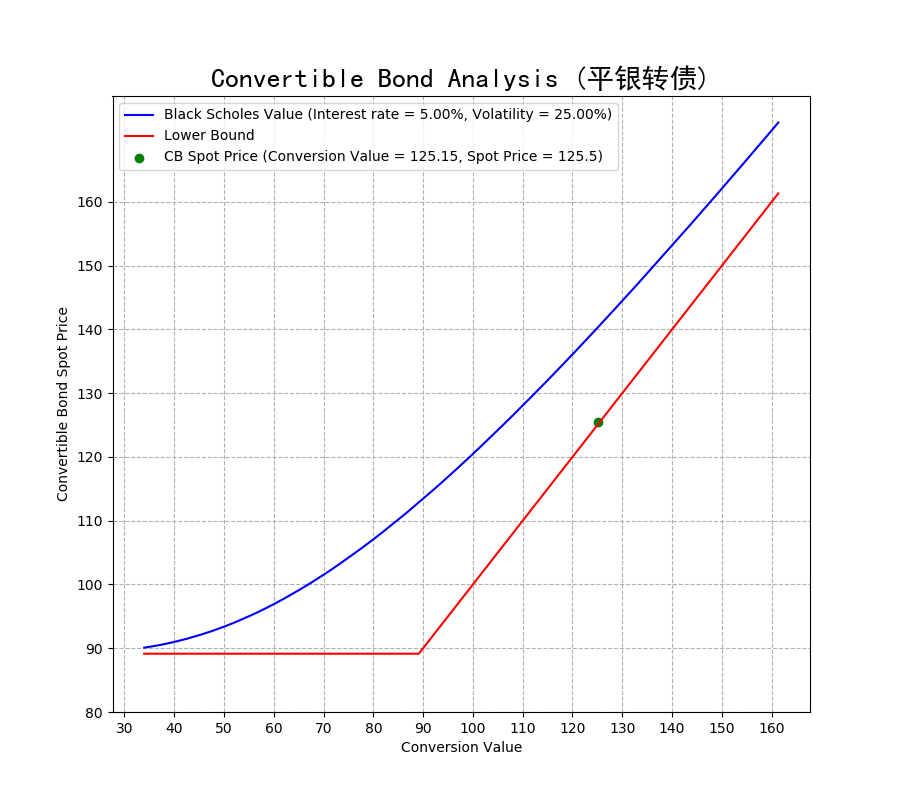 Convertible Bond Analysis (平银转债)
Black Scholes Value (Interest rate = 5.00%, Volatility = 25.00%)
Lower Bound
CB Spot Price (Conversion Value = 125.15, Spot Price = 125.5)
Convertible Bond Spot Price
160
150
140
130
120
110
100
90
80
30 40 50 60 70 80 90 100 110 120 130 140 150 160
Conversion Value